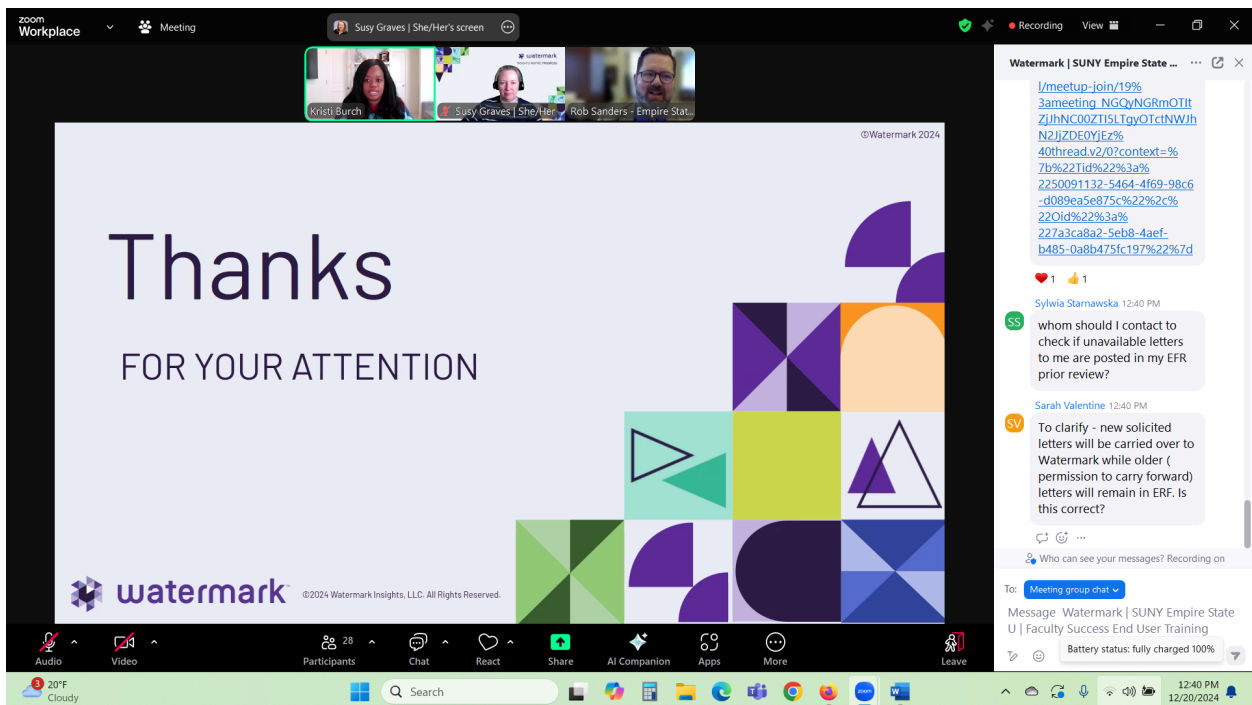 zoom
Workplace
Meeting
Susy Graves | She/Her's screen
Recording
View
Kristi Burch
Susy Graves | She/Her
Rob Sanders - Empire Stat...
watermark
©Watermark 2024
Thanks
FOR YOUR ATTENTION
watermark
©2024 Watermark Insights, LLC. All Rights Reserved.
Watermark | SUNY Empire State ...
l/meetup-join/19%
3ameeting_NGQyNGRmOTIt
ZjJhNC00ZTI5LTgyOTctNWJh
N2JjZDE0YjEz%
40thread.v2/0?context=%
7b%22Tid%22%3a%
2250091132-5464-4f69-98c6
-d089ea5e875c%22%2c%
22Oid%22%3a%
227a3ca8a2-5eb8-4aef-
b485-0a8b475fc197%22%7d
1 1
Sylwia Starnawska 12:40 PM
SS
whom should I contact to
check if unavailable letters
to me are posted in my EFR
prior review?
Sarah Valentine 12:40 PM
SV
To clarify - new solicited
letters will be carried over to
Watermark while older (
permission to carry forward)
letters will remain in ERF. Is
this correct?
Who can see your messages? Recording on
To: Meeting group chat
Message Watermark | SUNY Empire State
U | Faculty Success End User Training
Battery status: fully charged 100%
Audio
Video
28
Participants
Chat
React
Share
AI Companion
Apps
More
Leave
3
20°F
Cloudy
Search
zoom
12:40 PM
12/20/2024